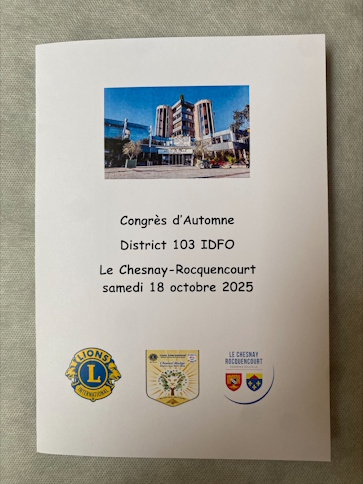 Congrès d'Automne
District 103 IDFO
Le Chesnay-Rocquencourt
samedi 18 octobre 2025
LIONS
L
INTERNATIONAL
LE CHESNAY
ROCQUENCOURT